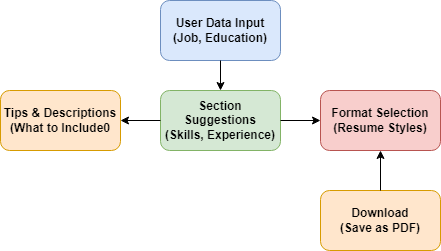 User Data Input
(Job, Education)
Tips & Descriptions
(What to Include0
Section
Suggestions
(Skills, Experience)
Format Selection
(Resume Styles)
Download
(Save as PDF)